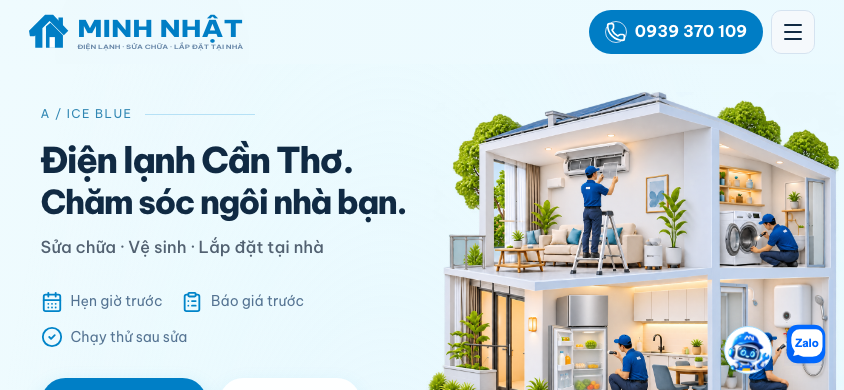 MINH NHẬT
ĐIỆN LẠNH · SỬA CHỮA · LẮP ĐẶT TẠI NHÀ
0939 370 109
A / ICE BLUE
Điện lạnh Cần Thơ.
Chăm sóc ngôi nhà bạn.
Sửa chữa · Vệ sinh · Lắp đặt tại nhà
Hẹn giờ trước
Báo giá trước
Chạy thử sau sửa
Zalo